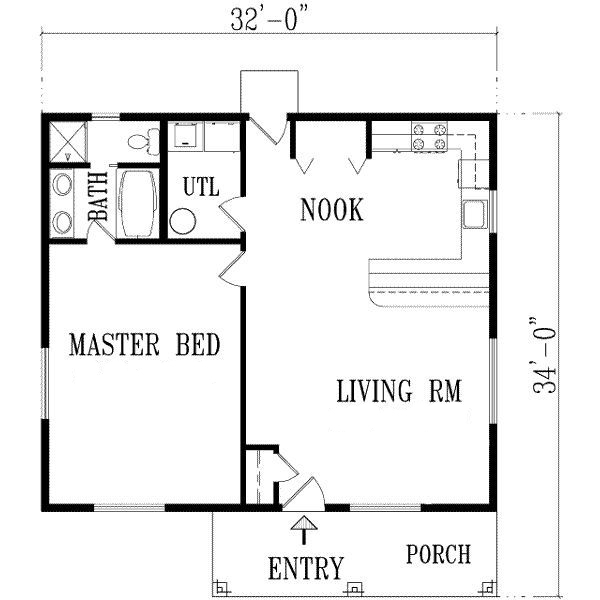 32'-0"
BATH
UTL
NOOK
MASTER BED
LIVING RM
34'-0"
ENTRY
PORCH